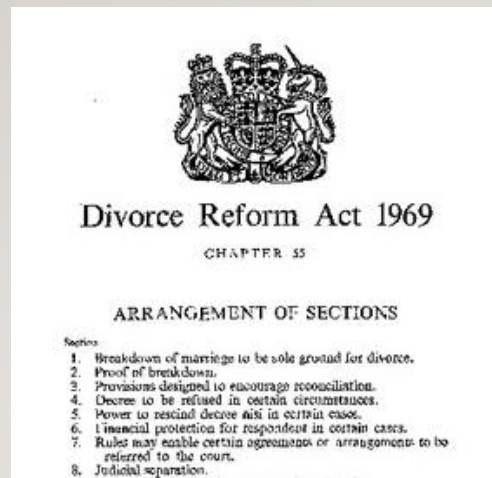 Divorce Reform Act 1969
CHAPTER 55
ARRANGEMENT OF SECTIONS
Section
1. Breakdown of marriage to be sole ground for divorce.
2. Proof of breakdown.
3. Provisions designed to encourage reconciliation.
4. Decree to be refused in certain circumstances.
5. Power to rescind decree nisi in certain cases.
6. Financial protection for respondent in certain cases.
7. Rules may enable certain agreements or arrangements to be
referred to the court.
8. Judicial separation.